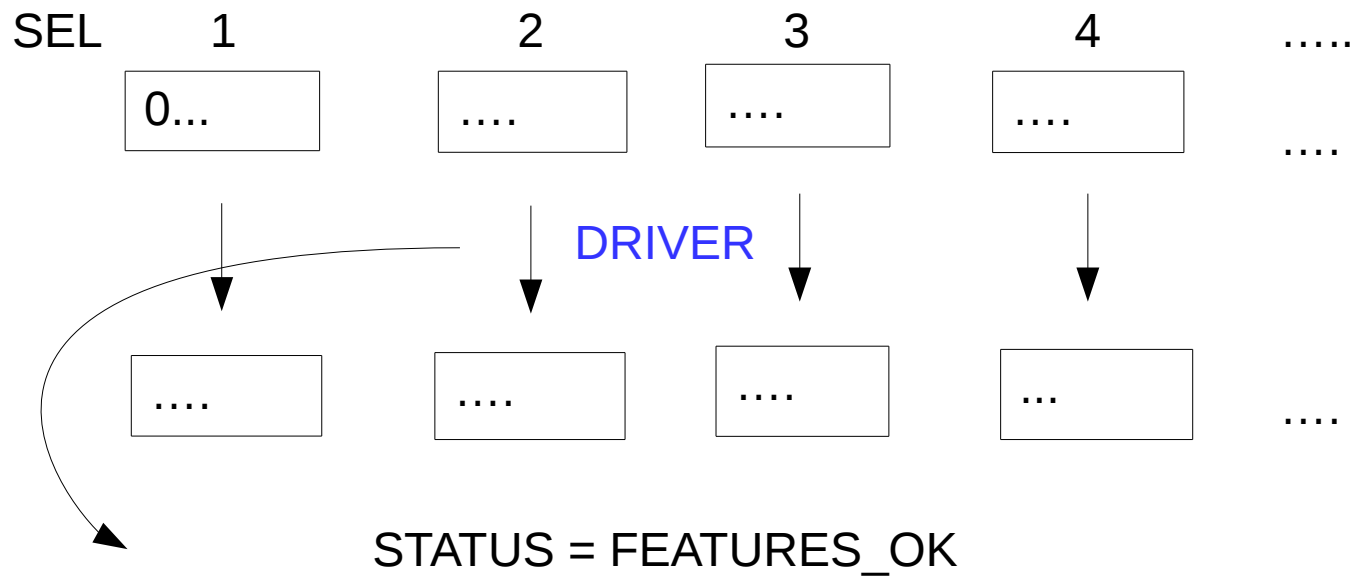 SEL 1 2 3 4 .....
0... .... .... .... ....
DRIVER
.... .... .... ... ....
STATUS = FEATURES_OK